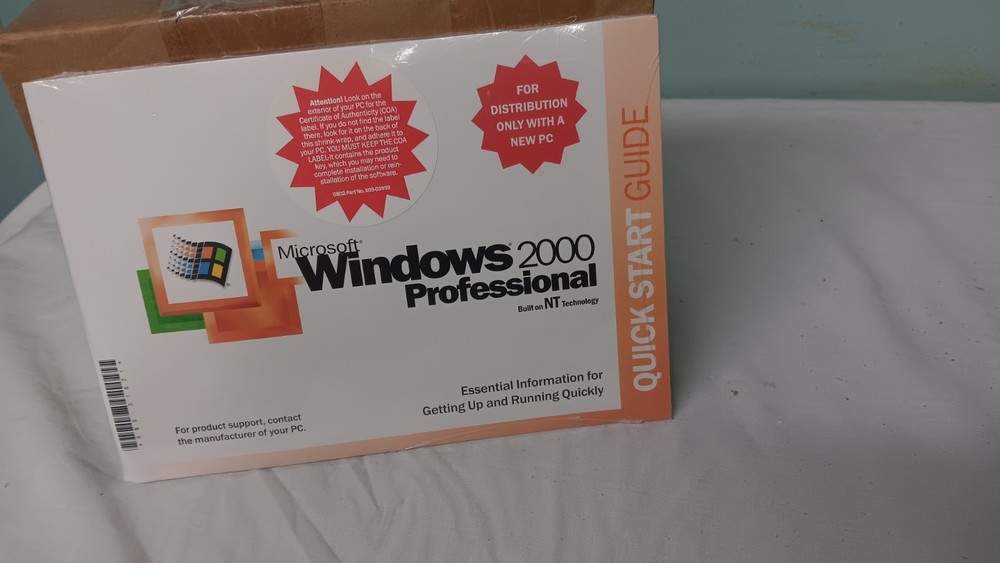 Attention! Look on the
exterior of your PC for the
Certificate of Authenticity (COA)
label. If you do not find the label
there, look for it on the back of
this shrink-wrap, and adhere it to
your PC. YOU MUST KEEP THE COA
LABEL-it contains the product
key, which you may need to
complete installation or rein-
stallation of the software.
0802 Part No. X09-03959
FOR
DISTRIBUTION
ONLY WITH A
NEW PC
Microsoft®
Windows® 2000
Professional
Built on NT Technology
Essential Information for
Getting Up and Running Quickly
For product support, contact
the manufacturer of your PC.
QUICK START GUIDE